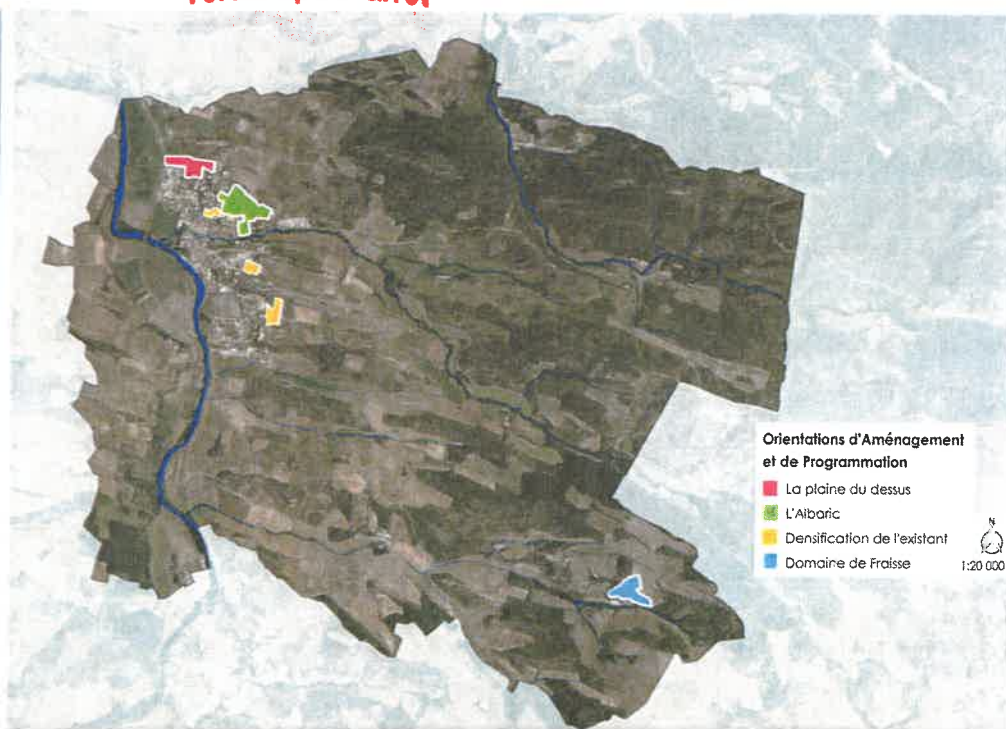 Orientations d'Aménagement
et de Programmation
La plaine du dessus
L'Albaric
Densification de l'existant
Domaine de Fraisse
N
1:20 000